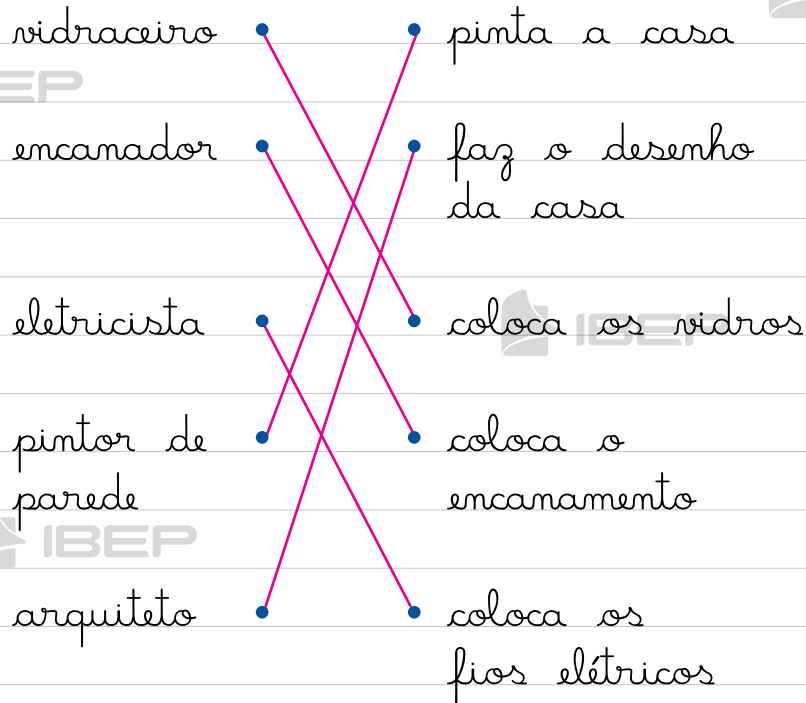 vidraceiro
pinta a casa
EP
encanador
faz o desenho
da casa
eletricista
coloca os vidros
IBEP
pintor de
parede
coloca o
encanamento
IBEP
arquiteto
coloca os
fios elétricos